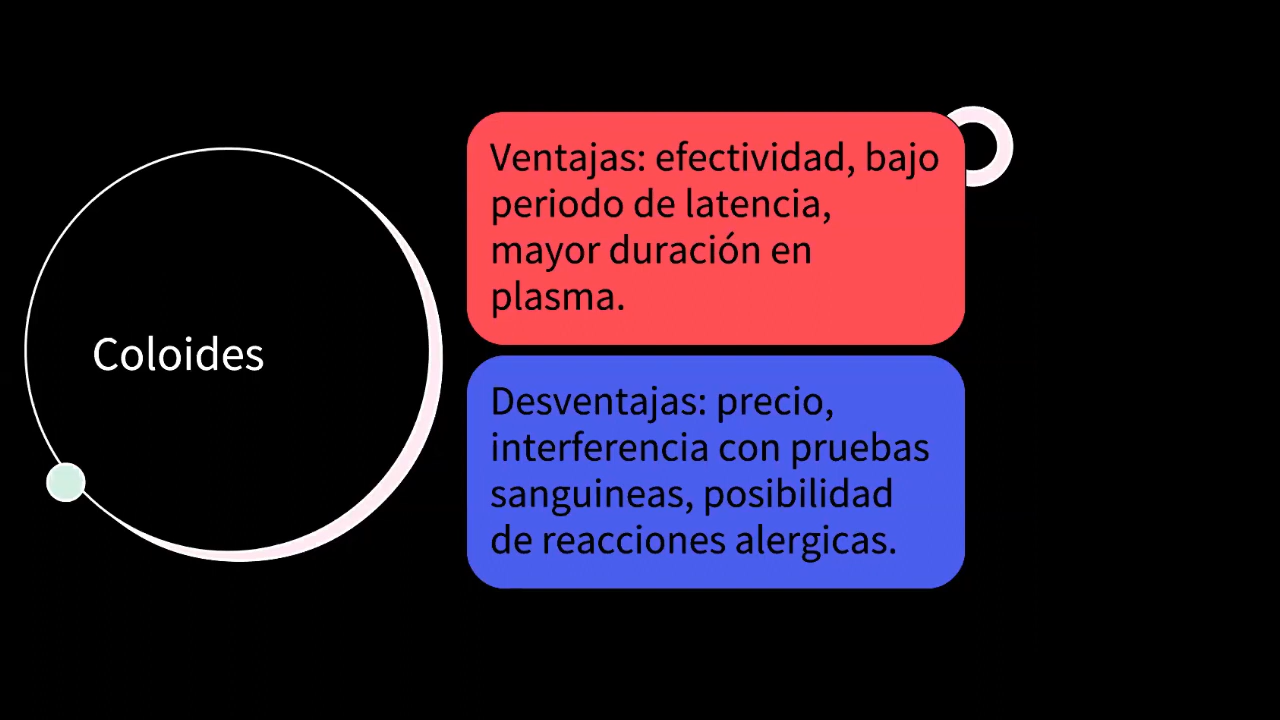 Coloides
Ventajas: efectividad, bajo
periodo de latencia,
mayor duración en
plasma.
Desventajas: precio,
interferencia con pruebas
sanguineas, posibilidad
de reacciones alergicas.